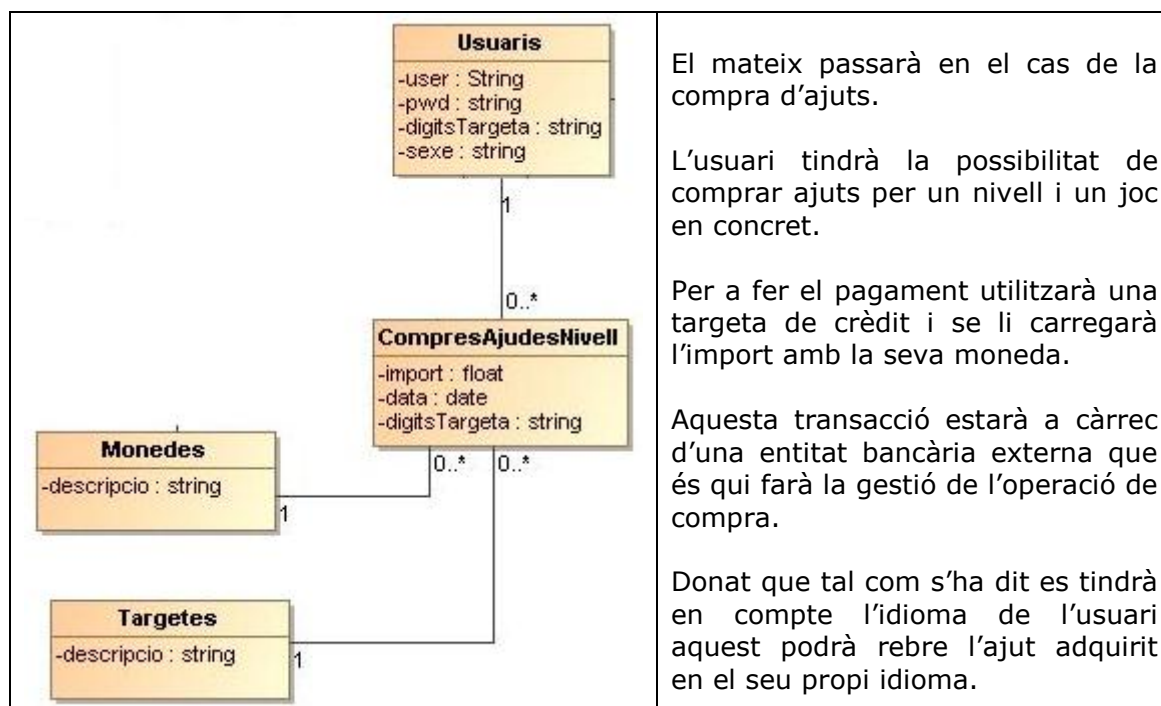 Usuaris
-user : String
-pwd : string
-digitsTargeta : string
-sexe : string
1
0..*
CompresAjudesNivell
-import : float
-data : date
-digitsTargeta : string
0..*
0..*
Monedes
-descripcio : string
1
Targetes
-descripcio : string
1
El mateix passarà en el cas de la
compra d'ajuts.
L'usuari tindrà la possibilitat de
comprar ajuts per un nivell i un joc
en concret.
Per a fer el pagament utilitzarà una
targeta de crèdit i se li carregarà
l'import amb la seva moneda.
Aquesta transacció estarà a càrrec
d'una entitat bancària externa que
és qui farà la gestió de l'operació de
compra.
Donat que tal com s'ha dit es tindrà
en compte l'idioma de l'usuari
aquest podrà rebre l'ajut adquirit
en el seu propi idioma.